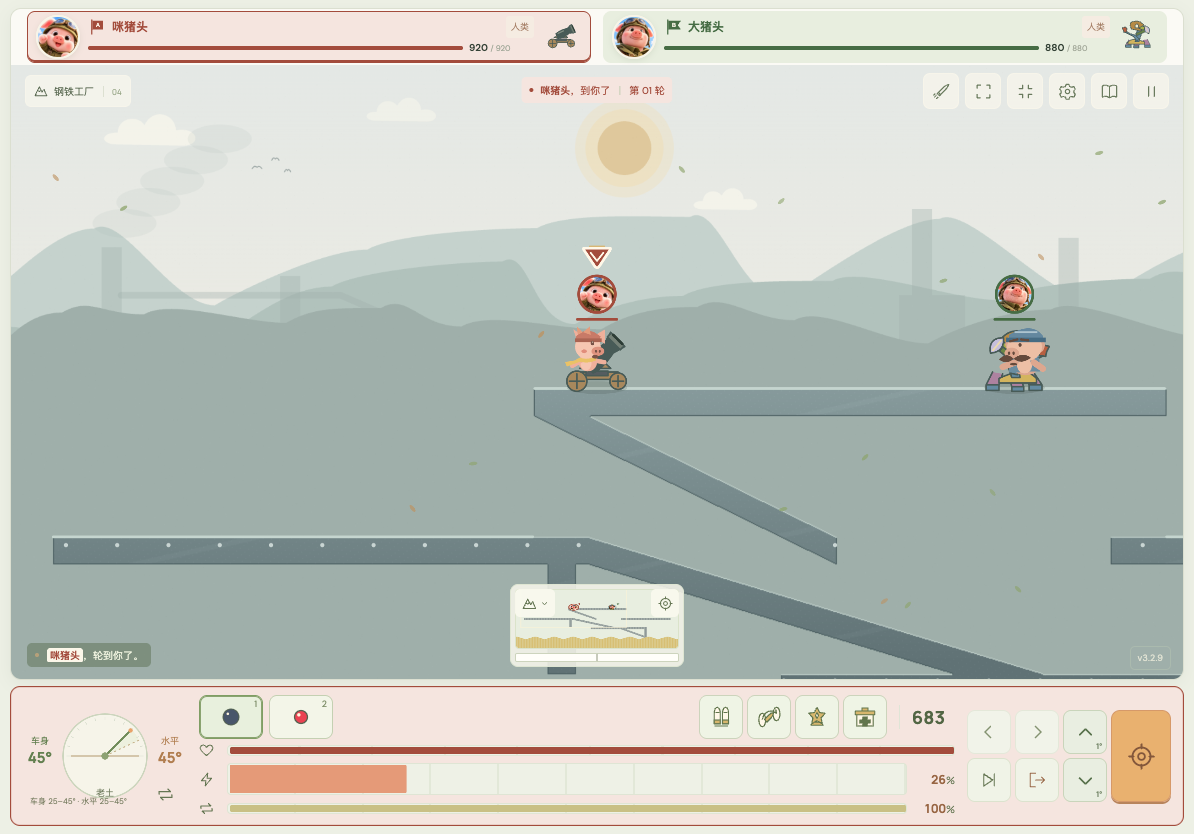 咪猪头
人类
920 / 920
大猪头
人类
880 / 880
钢铁工厂 04
咪猪头，到你了 第 01 轮
咪猪头，轮到你了。
v3.2.9
车身
45°
水平
45°
老土
车身 25–45° · 水平 25–45°
1
2
683
26%
100%
1°
1°